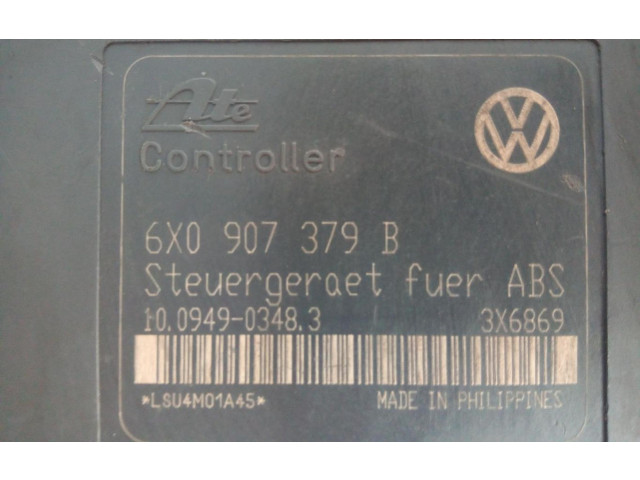 Ate
Controller
6X0 907 379 B
Steuergeraet fuer ABS
10.0949-0348.3 3X6869
*LSU4M01A45* MADE IN PHILIPPINES